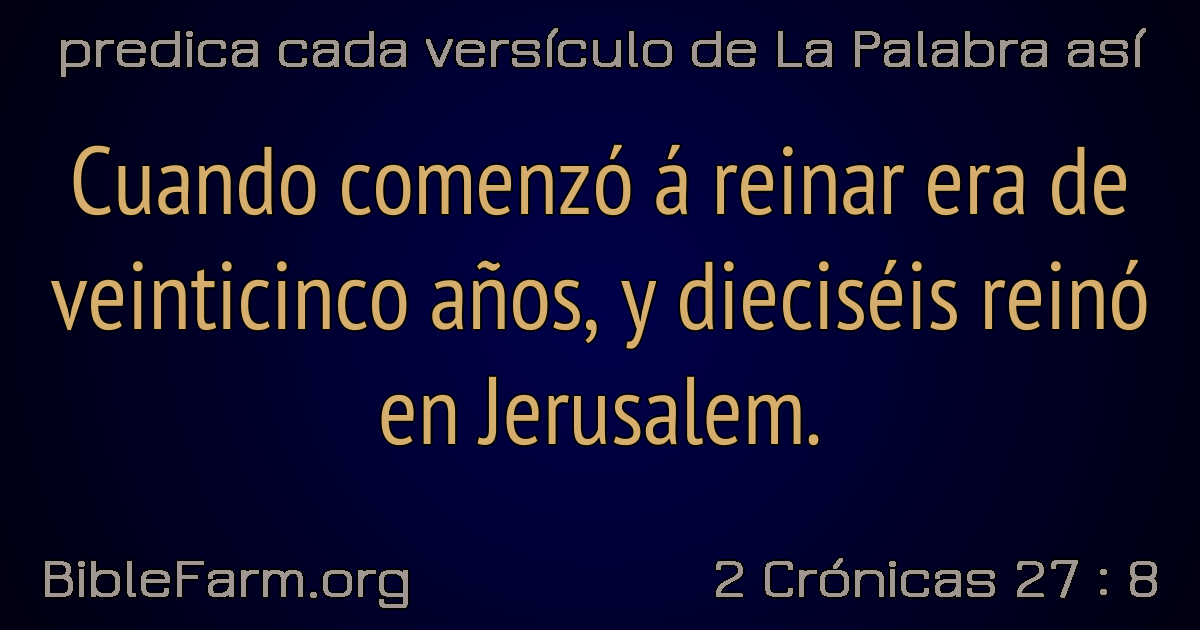 predica cada versículo de La Palabra así
Cuando comenzó á reinar era de
veinticinco años, y dieciséis reinó
en Jerusalem.
BibleFarm.org
2 Crónicas 27 : 8